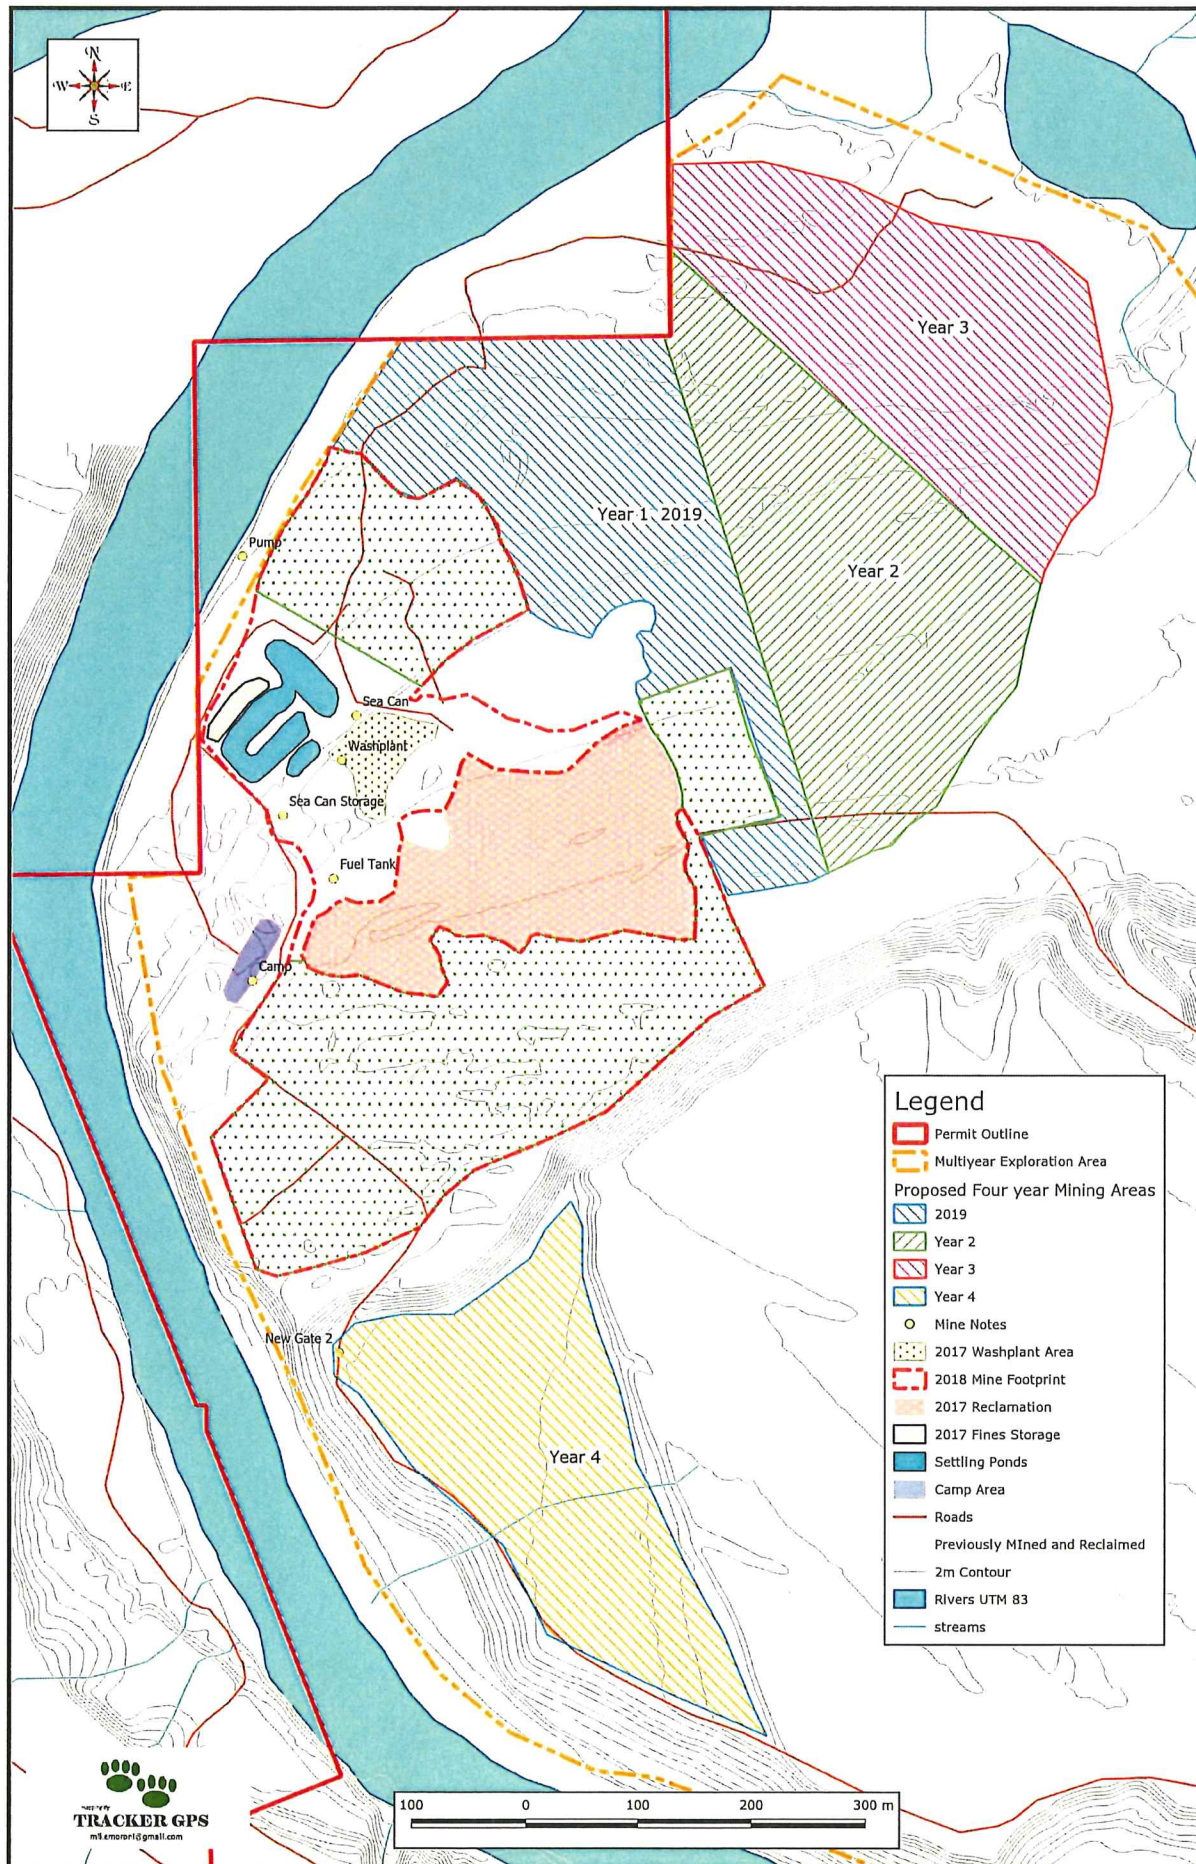 N
W E
S
Year 3
Year 1 2019
Year 2
Pump
Sea Can
Washplant
Sea Can Storage
Fuel Tank
Camp
New Gate 2
Year 4
Legend
Permit Outline
Multiyear Exploration Area
Proposed Four year Mining Areas
2019
Year 2
Year 3
Year 4
Mine Notes
2017 Washplant Area
2018 Mine Footprint
2017 Reclamation
2017 Fines Storage
Settling Ponds
Camp Area
Roads
Previously MIned and Reclaimed
2m Contour
Rivers UTM 83
streams
TRACKER GPS
100 0 100 200 300 m